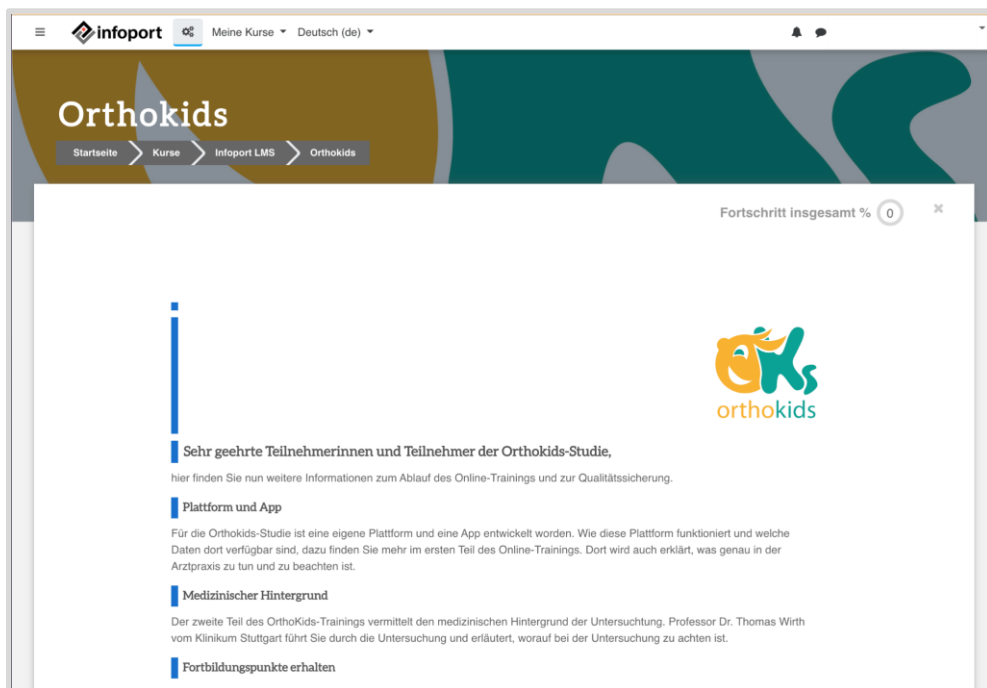 infoport
Meine Kurse
Deutsch (de)
Orthokids
Startseite
Kurse
Infoport LMS
Orthokids
Fortschritt insgesamt %
0
OKs
orthokids
Sehr geehrte Teilnehmerinnen und Teilnehmer der Orthokids-Studie,
hier finden Sie nun weitere Informationen zum Ablauf des Online-Trainings und zur Qualitätssicherung.
Plattform und App
Für die Orthokids-Studie ist eine eigene Plattform und eine App entwickelt worden. Wie diese Plattform funktioniert und welche
Daten dort verfügbar sind, dazu finden Sie mehr im ersten Teil des Online-Trainings. Dort wird auch erklärt, was genau in der
Arztpraxis zu tun und zu beachten ist.
Medizinischer Hintergrund
Der zweite Teil des OrthoKids-Trainings vermittelt den medizinischen Hintergrund der Untersuchtung. Professor Dr. Thomas Wirth
vom Klinikum Stuttgart führt Sie durch die Untersuchung und erläutert, worauf bei der Untersuchung zu achten ist.
Fortbildungspunkte erhalten